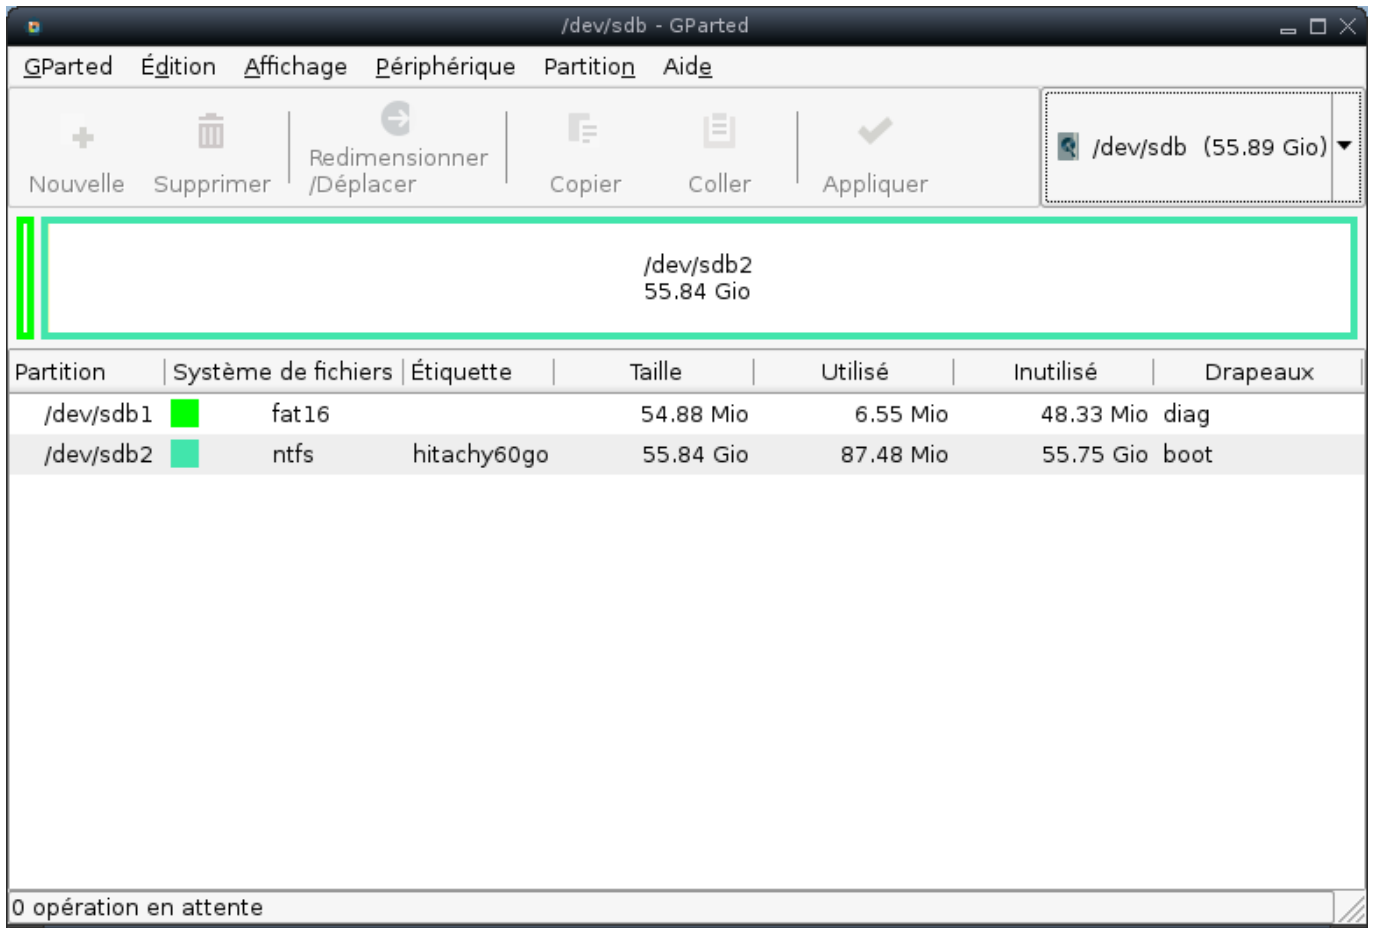 /dev/sdb - GParted
GParted Édition Affichage Périphérique Partition Aide
Nouvelle Supprimer Redimensionner
/Déplacer Copier Coller Appliquer /dev/sdb (55.89 Gio)
/dev/sdb2
55.84 Gio
Partition Système de fichiers Étiquette Taille Utilisé Inutilisé Drapeaux
/dev/sdb1 fat16 54.88 Mio 6.55 Mio 48.33 Mio diag
/dev/sdb2 ntfs hitachy60go 55.84 Gio 87.48 Mio 55.75 Gio boot
0 opération en attente